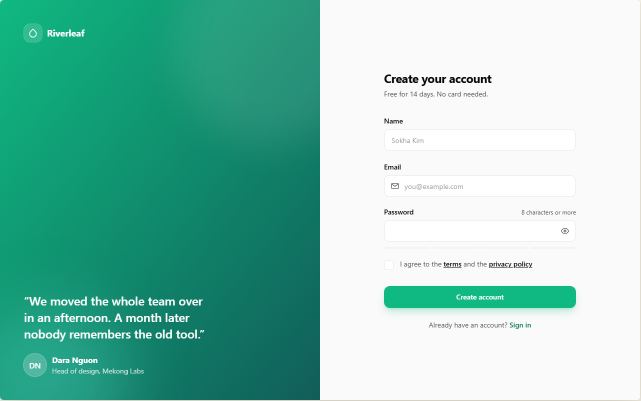 Riverleaf
"We moved the whole team over
in an afternoon. A month later
nobody remembers the old tool."
DN
Dara Nguon
Head of design, Mekong Labs
Create your account
Free for 14 days. No card needed.
Name
Sokha Kim
Email
you@example.com
Password
8 characters or more
I agree to the terms and the privacy policy
Create account
Already have an account? Sign in